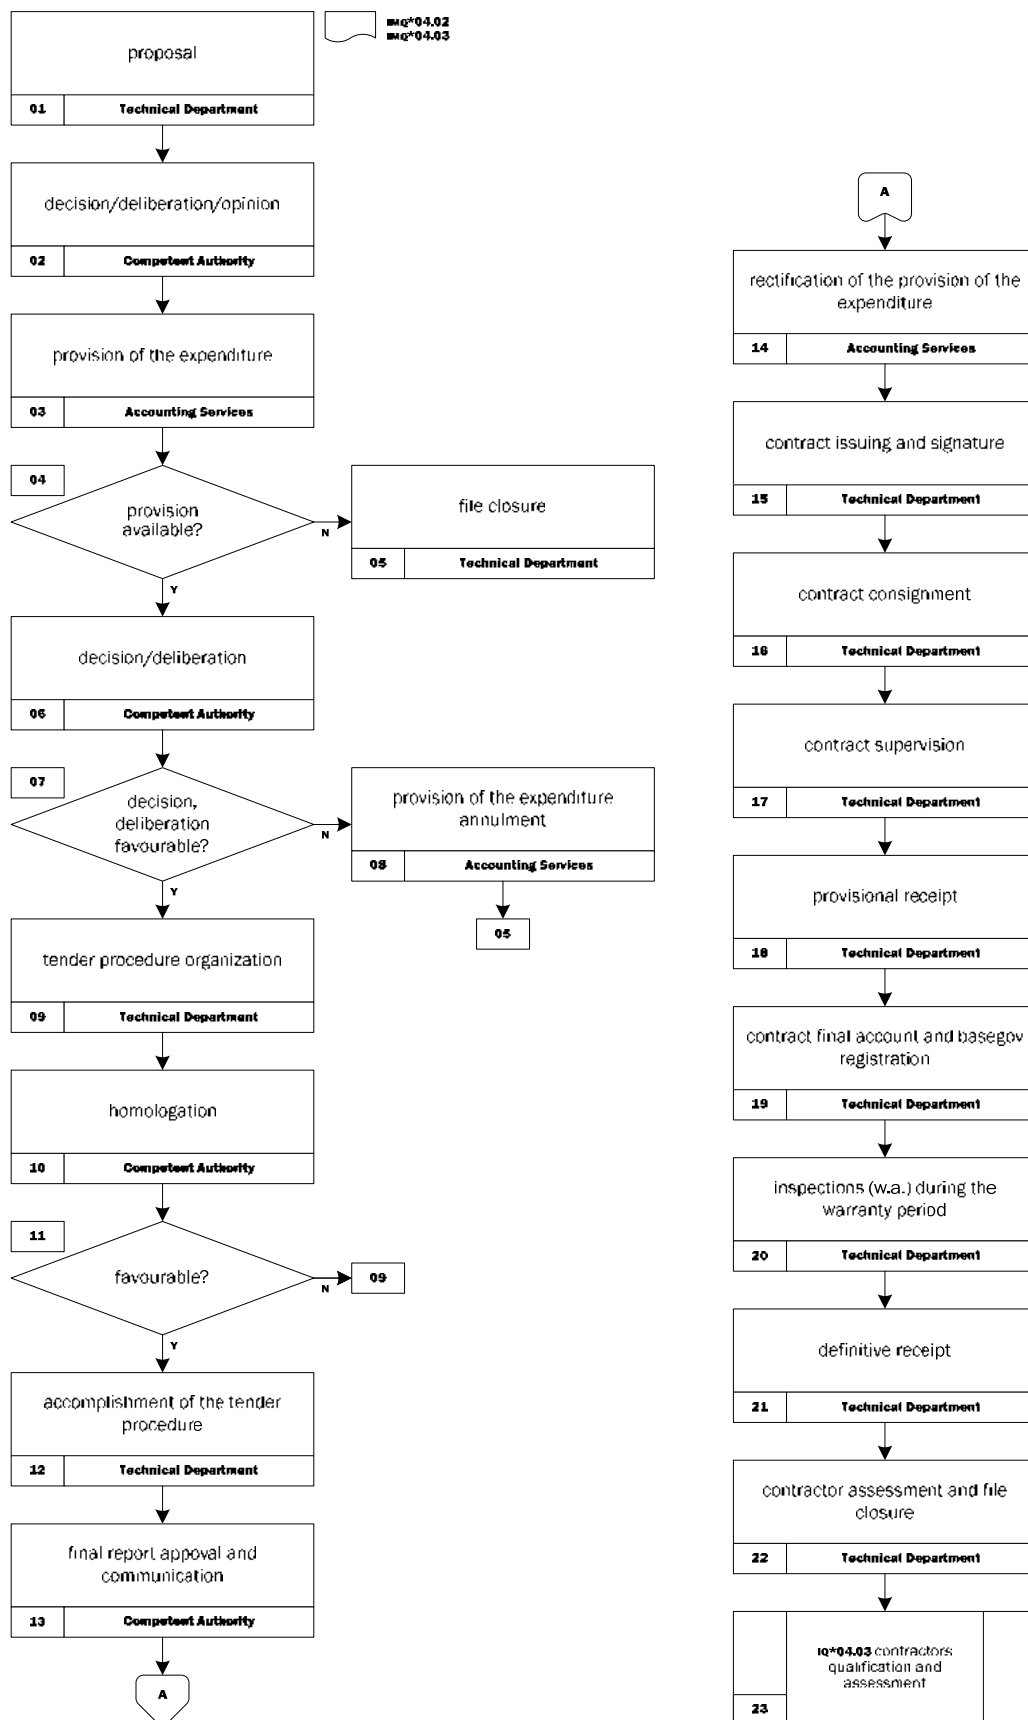 IMQ*04.02
IMQ*04.03
proposal
01 Technical Department
decision/deliberation/opinion
02 Competent Authority
provision of the expenditure
03 Accounting Services
04
provision
available?
N
file closure
05 Technical Department
Y
decision/deliberation
06 Competent Authority
07
decision,
deliberation
favourable?
N
provision of the expenditure
annulment
08 Accounting Services
05
Y
tender procedure organization
09 Technical Department
homologation
10 Competent Authority
11
favourable?
N
09
Y
accomplishment of the tender
procedure
12 Technical Department
final report appoval and
communication
13 Competent Authority
A
A
rectification of the provision of the
expenditure
14 Accounting Services
contract issuing and signature
15 Technical Department
contract consignment
16 Technical Department
contract supervision
17 Technical Department
provisional receipt
18 Technical Department
contract final account and basegov
registration
19 Technical Department
inspections (w.a.) during the
warranty period
20 Technical Department
definitive receipt
21 Technical Department
contractor assessment and file
closure
22 Technical Department
IQ*04.03 contractors
qualification and
assessment
23